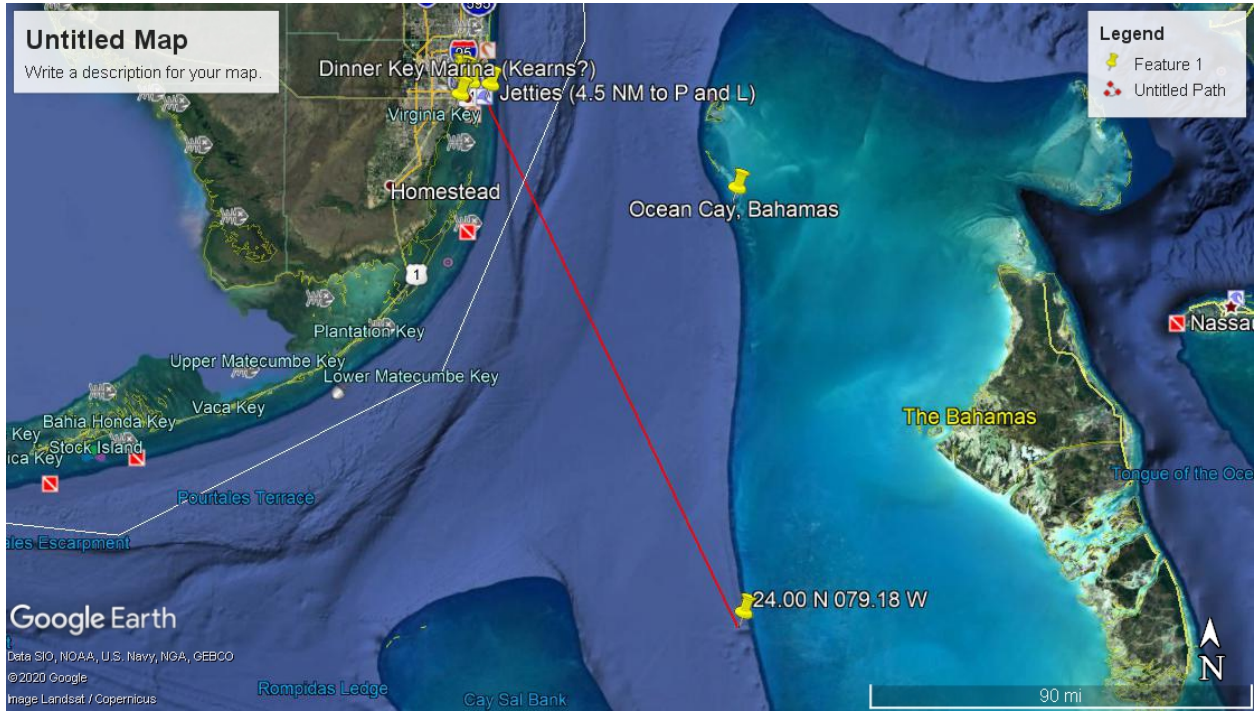 Untitled Map
Write a description for your map.
595
95
Legend
Feature 1
Untitled Path
Dinner Key Marina (Kearns?)
Jetties (4.5 NM to P and L)
Virginia Key
Homestead
Ocean Cay, Bahamas
1
Nassa
Plantation Key
Upper Matecumbe Key
Lower Matecumbe Key
Vaca Key
Bahia Honda Key
The Bahamas
Key
Stock Island
ica Key
Tongue of the Oce
Pourtales Terrace
ales Escarpment
24.00 N 079.18 W
Google Earth
Data SIO, NOAA, U.S. Navy, NGA, GEBCO
©2020 Google
Image Landsat / Copernicus
Rompidas Ledge
Cay Sal Bank
N
90 mi